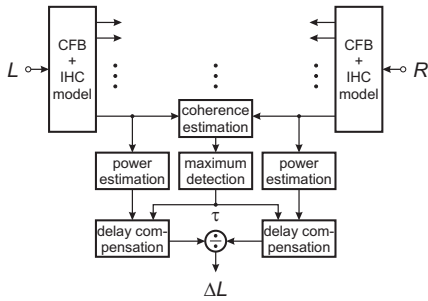 CFB
+
IHC
model
CFB
+
IHC
model
L
R
coherence
estimation
power
estimation
maximum
detection
power
estimation
τ
delay com-
pensation
÷
delay com-
pensation
ΔL